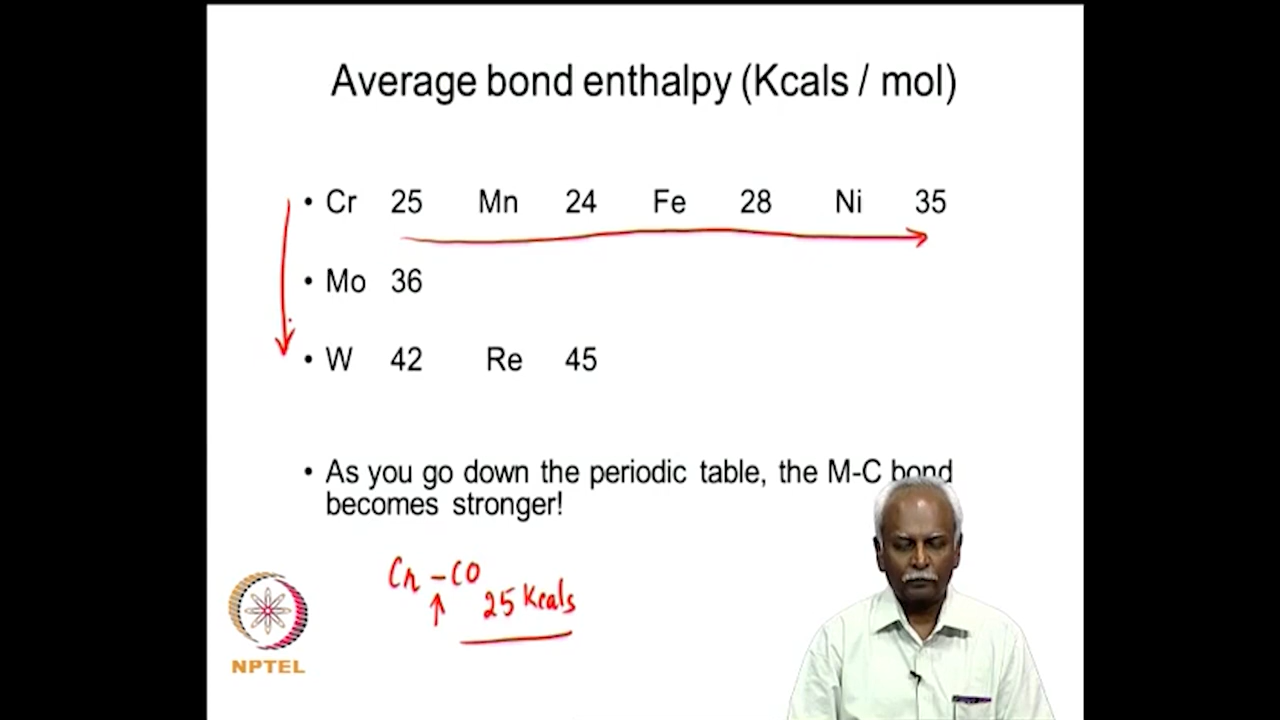 Average bond enthalpy (Kcals / mol)
• Cr 25 Mn 24 Fe 28 Ni 35
• Mo 36
• W 42 Re 45
• As you go down the periodic table, the M-C bond
becomes stronger!
Cr - CO
25 Kcals
NPTEL